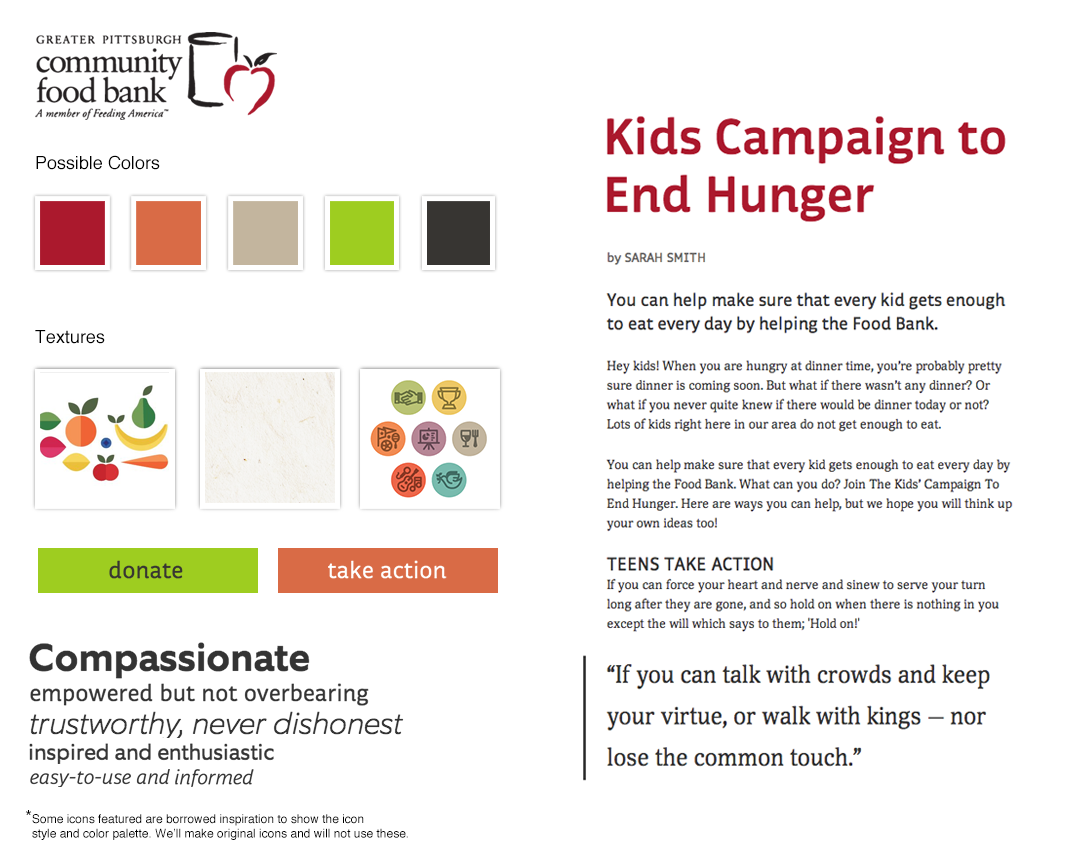 GREATER PITTSBURGH
community
food bank
A member of Feeding America™
Possible Colors
Textures
donate
take action
Compassionate
empowered but not overbearing
trustworthy, never dishonest
inspired and enthusiastic
easy-to-use and informed
*Some icons featured are borrowed inspiration to show the icon
style and color palette. We'll make original icons and will not use these.
Kids Campaign to
End Hunger
by SARAH SMITH
You can help make sure that every kid gets enough
to eat every day by helping the Food Bank.
Hey kids! When you are hungry at dinner time, you're probably pretty
sure dinner is coming soon. But what if there wasn't any dinner? Or
what if you never quite knew if there would be dinner today or not?
Lots of kids right here in our area do not get enough to eat.
You can help make sure that every kid gets enough to eat every day by
helping the Food Bank. What can you do? Join The Kids' Campaign To
End Hunger. Here are ways you can help, but we hope you will think up
your own ideas too!
TEENS TAKE ACTION
If you can force your heart and nerve and sinew to serve your turn
long after they are gone, and so hold on when there is nothing in you
except the will which says to them; 'Hold on!'
“If you can talk with crowds and keep
your virtue, or walk with kings — nor
lose the common touch.”